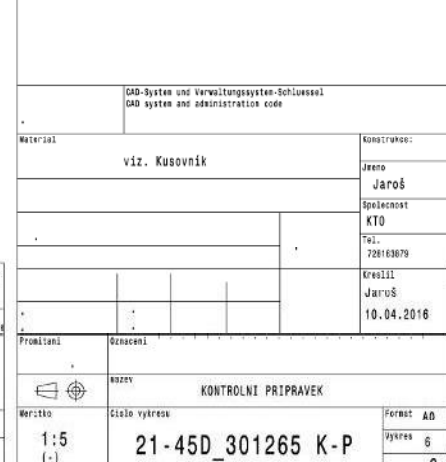 CAD-System und Verwaltungssystem-Schluessel
CAD system and administration code
Material
viz. Kusovnik
Konstrukce:
Jmeno
Jaroš
Spolecnost
KTO
Tel.
728163879
Kreslil
Jaroš
10.04.2016
Promitani
Oznaceni
Nazev
KONTROLNI PRIPRAVEK
Meritko
1:5
(-)
Cislo vykresu
21-45D_301265 K-P
Format A0
Vykres 6